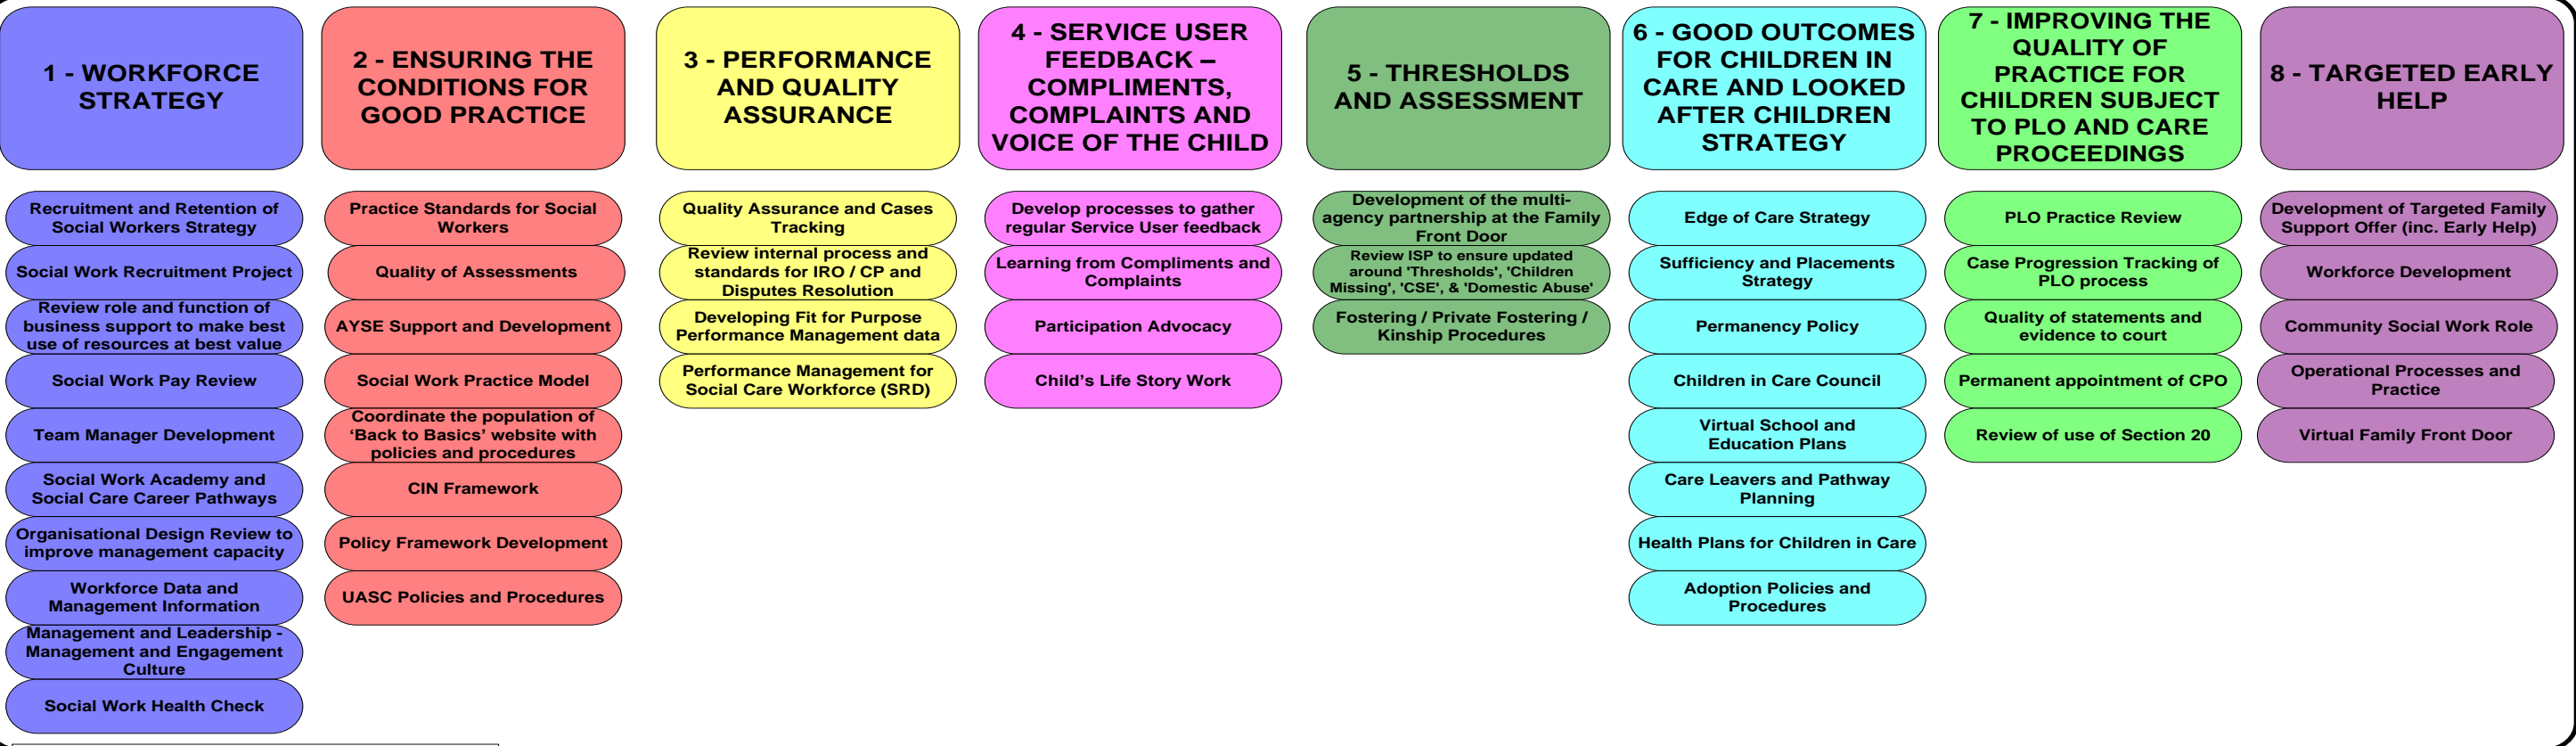 1 - WORKFORCE
STRATEGY
Recruitment and Retention of
Social Workers Strategy
Social Work Recruitment Project
Review role and function of
business support to make best
use of resources at best value
Social Work Pay Review
Team Manager Development
Social Work Academy and
Social Care Career Pathways
Organisational Design Review to
improve management capacity
Workforce Data and
Management Information
Management and Leadership -
Management and Engagement
Culture
Social Work Health Check
2 - ENSURING THE
CONDITIONS FOR
GOOD PRACTICE
Practice Standards for Social
Workers
Quality of Assessments
AYSE Support and Development
Social Work Practice Model
Coordinate the population of
‘Back to Basics’ website with
policies and procedures
CIN Framework
Policy Framework Development
UASC Policies and Procedures
3 - PERFORMANCE
AND QUALITY
ASSURANCE
Quality Assurance and Cases
Tracking
Review internal process and
standards for IRO / CP and
Disputes Resolution
Developing Fit for Purpose
Performance Management data
Performance Management for
Social Care Workforce (SRD)
4 - SERVICE USER
FEEDBACK –
COMPLIMENTS,
COMPLAINTS AND
VOICE OF THE CHILD
Develop processes to gather
regular Service User feedback
Learning from Compliments and
Complaints
Participation Advocacy
Child’s Life Story Work
5 - THRESHOLDS
AND ASSESSMENT
Development of the multi-
agency partnership at the Family
Front Door
Review ISP to ensure updated
around 'Thresholds', 'Children
Missing', 'CSE', & 'Domestic Abuse'
Fostering / Private Fostering /
Kinship Procedures
6 - GOOD OUTCOMES
FOR CHILDREN IN
CARE AND LOOKED
AFTER CHILDREN
STRATEGY
Edge of Care Strategy
Sufficiency and Placements
Strategy
Permanency Policy
Children in Care Council
Virtual School and
Education Plans
Care Leavers and Pathway
Planning
Health Plans for Children in Care
Adoption Policies and
Procedures
7 - IMPROVING THE
QUALITY OF
PRACTICE FOR
CHILDREN SUBJECT
TO PLO AND CARE
PROCEEDINGS
PLO Practice Review
Case Progression Tracking of
PLO process
Quality of statements and
evidence to court
Permanent appointment of CPO
Review of use of Section 20
8 - TARGETED EARLY
HELP
Development of Targeted Family
Support Offer (inc. Early Help)
Workforce Development
Community Social Work Role
Operational Processes and
Practice
Virtual Family Front Door